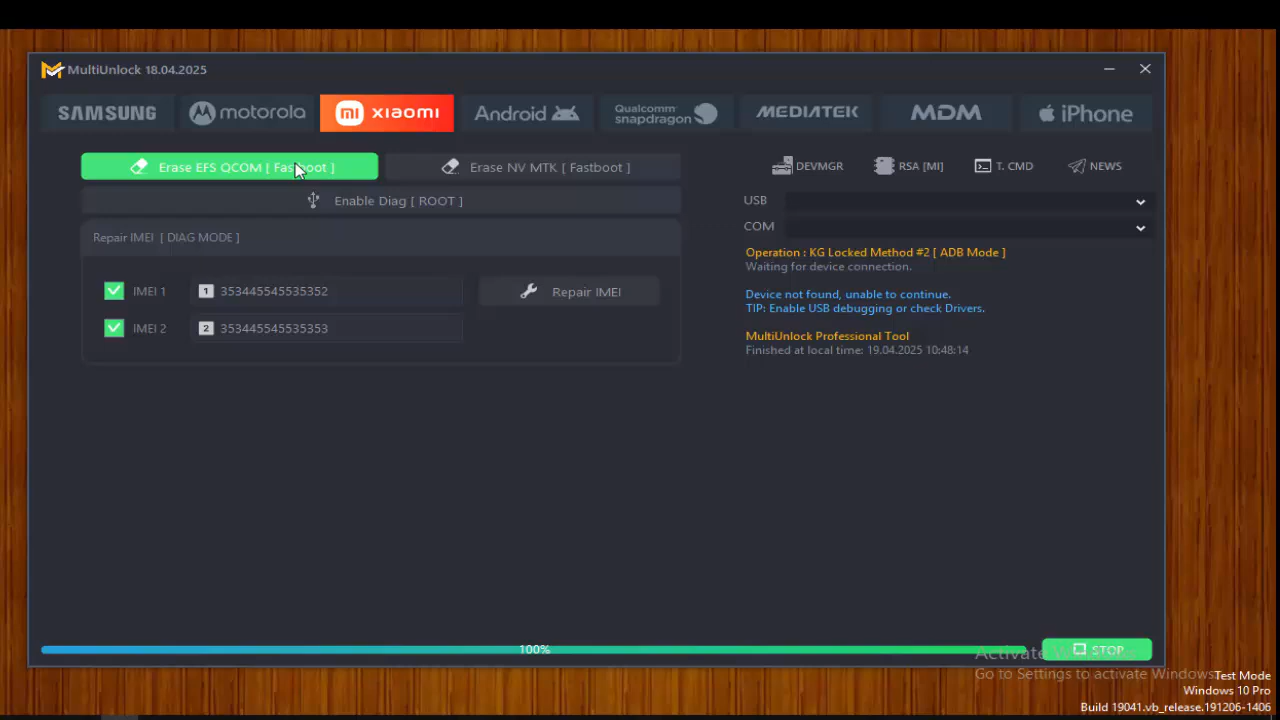 MultiUnlock 18.04.2025
SAMSUNG motorola mi xiaomi Android Qualcomm snapdragon MEDIATEK MDM iPhone
Erase EFS QCOM [ Fastboot ] Erase NV MTK [ Fastboot ]
DEVMGR RSA [MI] T. CMD NEWS
Enable Diag [ ROOT ]
USB
COM
Repair IMEI [ DIAG MODE ]
IMEI 1 1 353445545535352 Repair IMEI
IMEI 2 2 353445545535353
Operation : KG Locked Method #2 [ ADB Mode ]
Waiting for device connection.
Device not found, unable to continue.
TIP: Enable USB debugging or check Drivers.
MultiUnlock Professional Tool
Finished at local time: 19.04.2025 10:48:14
100%
STOP
Activate Windows
Go to Settings to activate Windows
Test Mode
Windows 10 Pro
Build 19041.vb_release.191206-1406